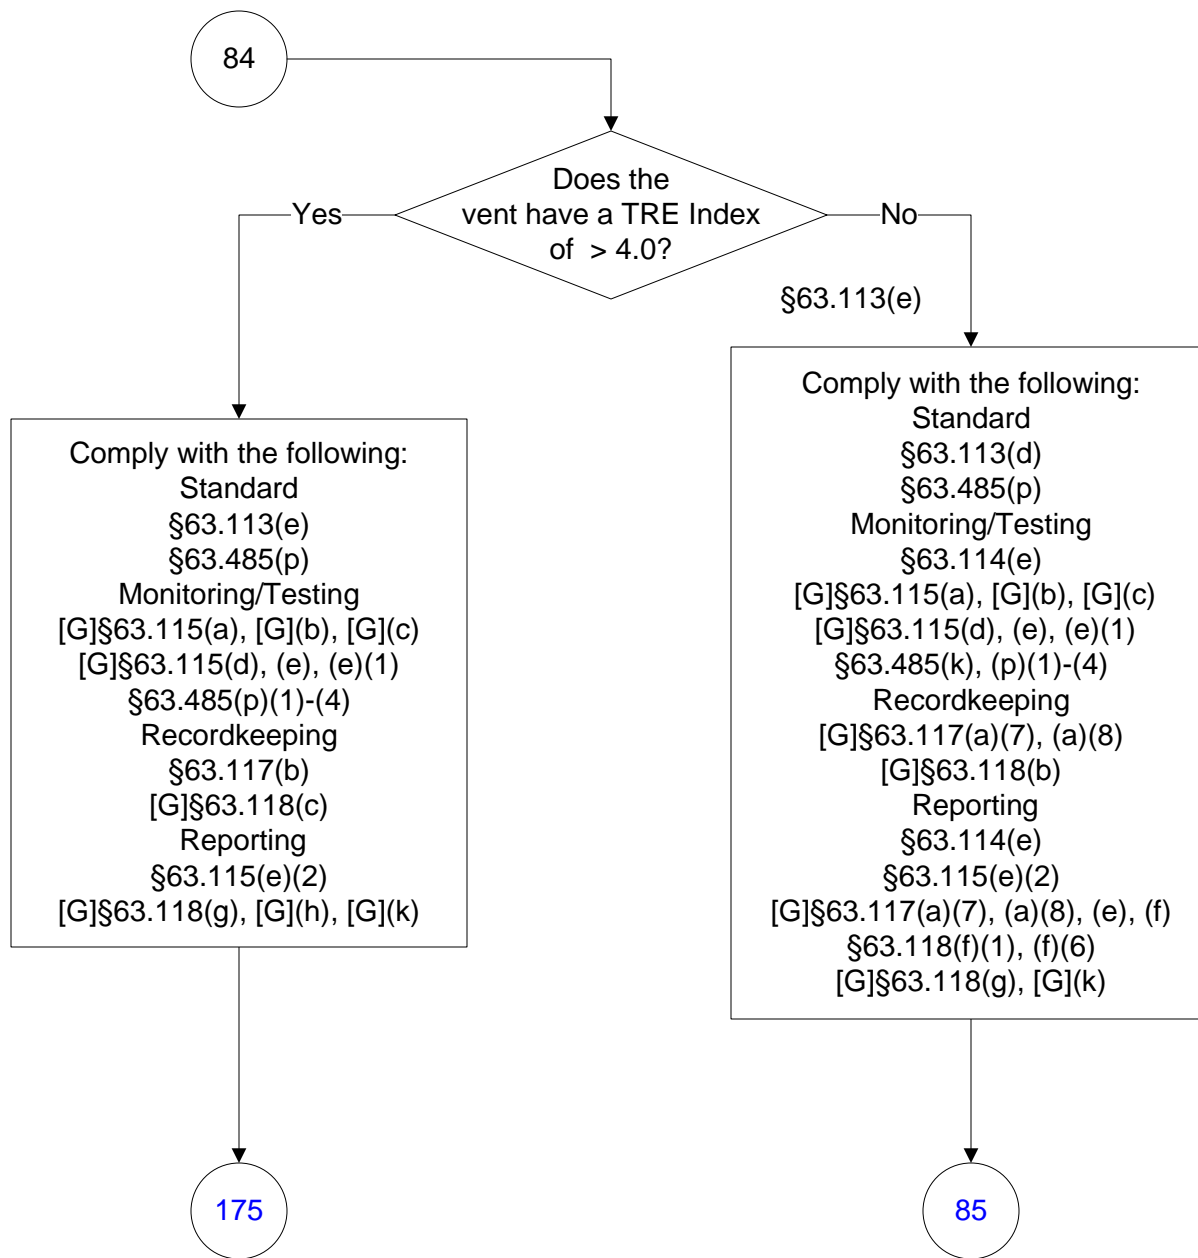 84
Does the
vent have a TRE Index
of  > 4.0?
Yes
No
§63.113(e)
Comply with the following:
Standard
§63.113(e)
§63.485(p)
Monitoring/Testing
[G]§63.115(a), [G](b), [G](c)
[G]§63.115(d), (e), (e)(1)
§63.485(p)(1)-(4)
Recordkeeping
§63.117(b)
[G]§63.118(c)
Reporting
§63.115(e)(2)
[G]§63.118(g), [G](h), [G](k)
Comply with the following:
Standard
§63.113(d)
§63.485(p)
Monitoring/Testing
§63.114(e)
[G]§63.115(a), [G](b), [G](c)
[G]§63.115(d), (e), (e)(1)
§63.485(k), (p)(1)-(4)
Recordkeeping
[G]§63.117(a)(7), (a)(8)
[G]§63.118(b)
Reporting
§63.114(e)
§63.115(e)(2)
[G]§63.117(a)(7), (a)(8), (e), (f)
§63.118(f)(1), (f)(6)
[G]§63.118(g), [G](k)
175
85